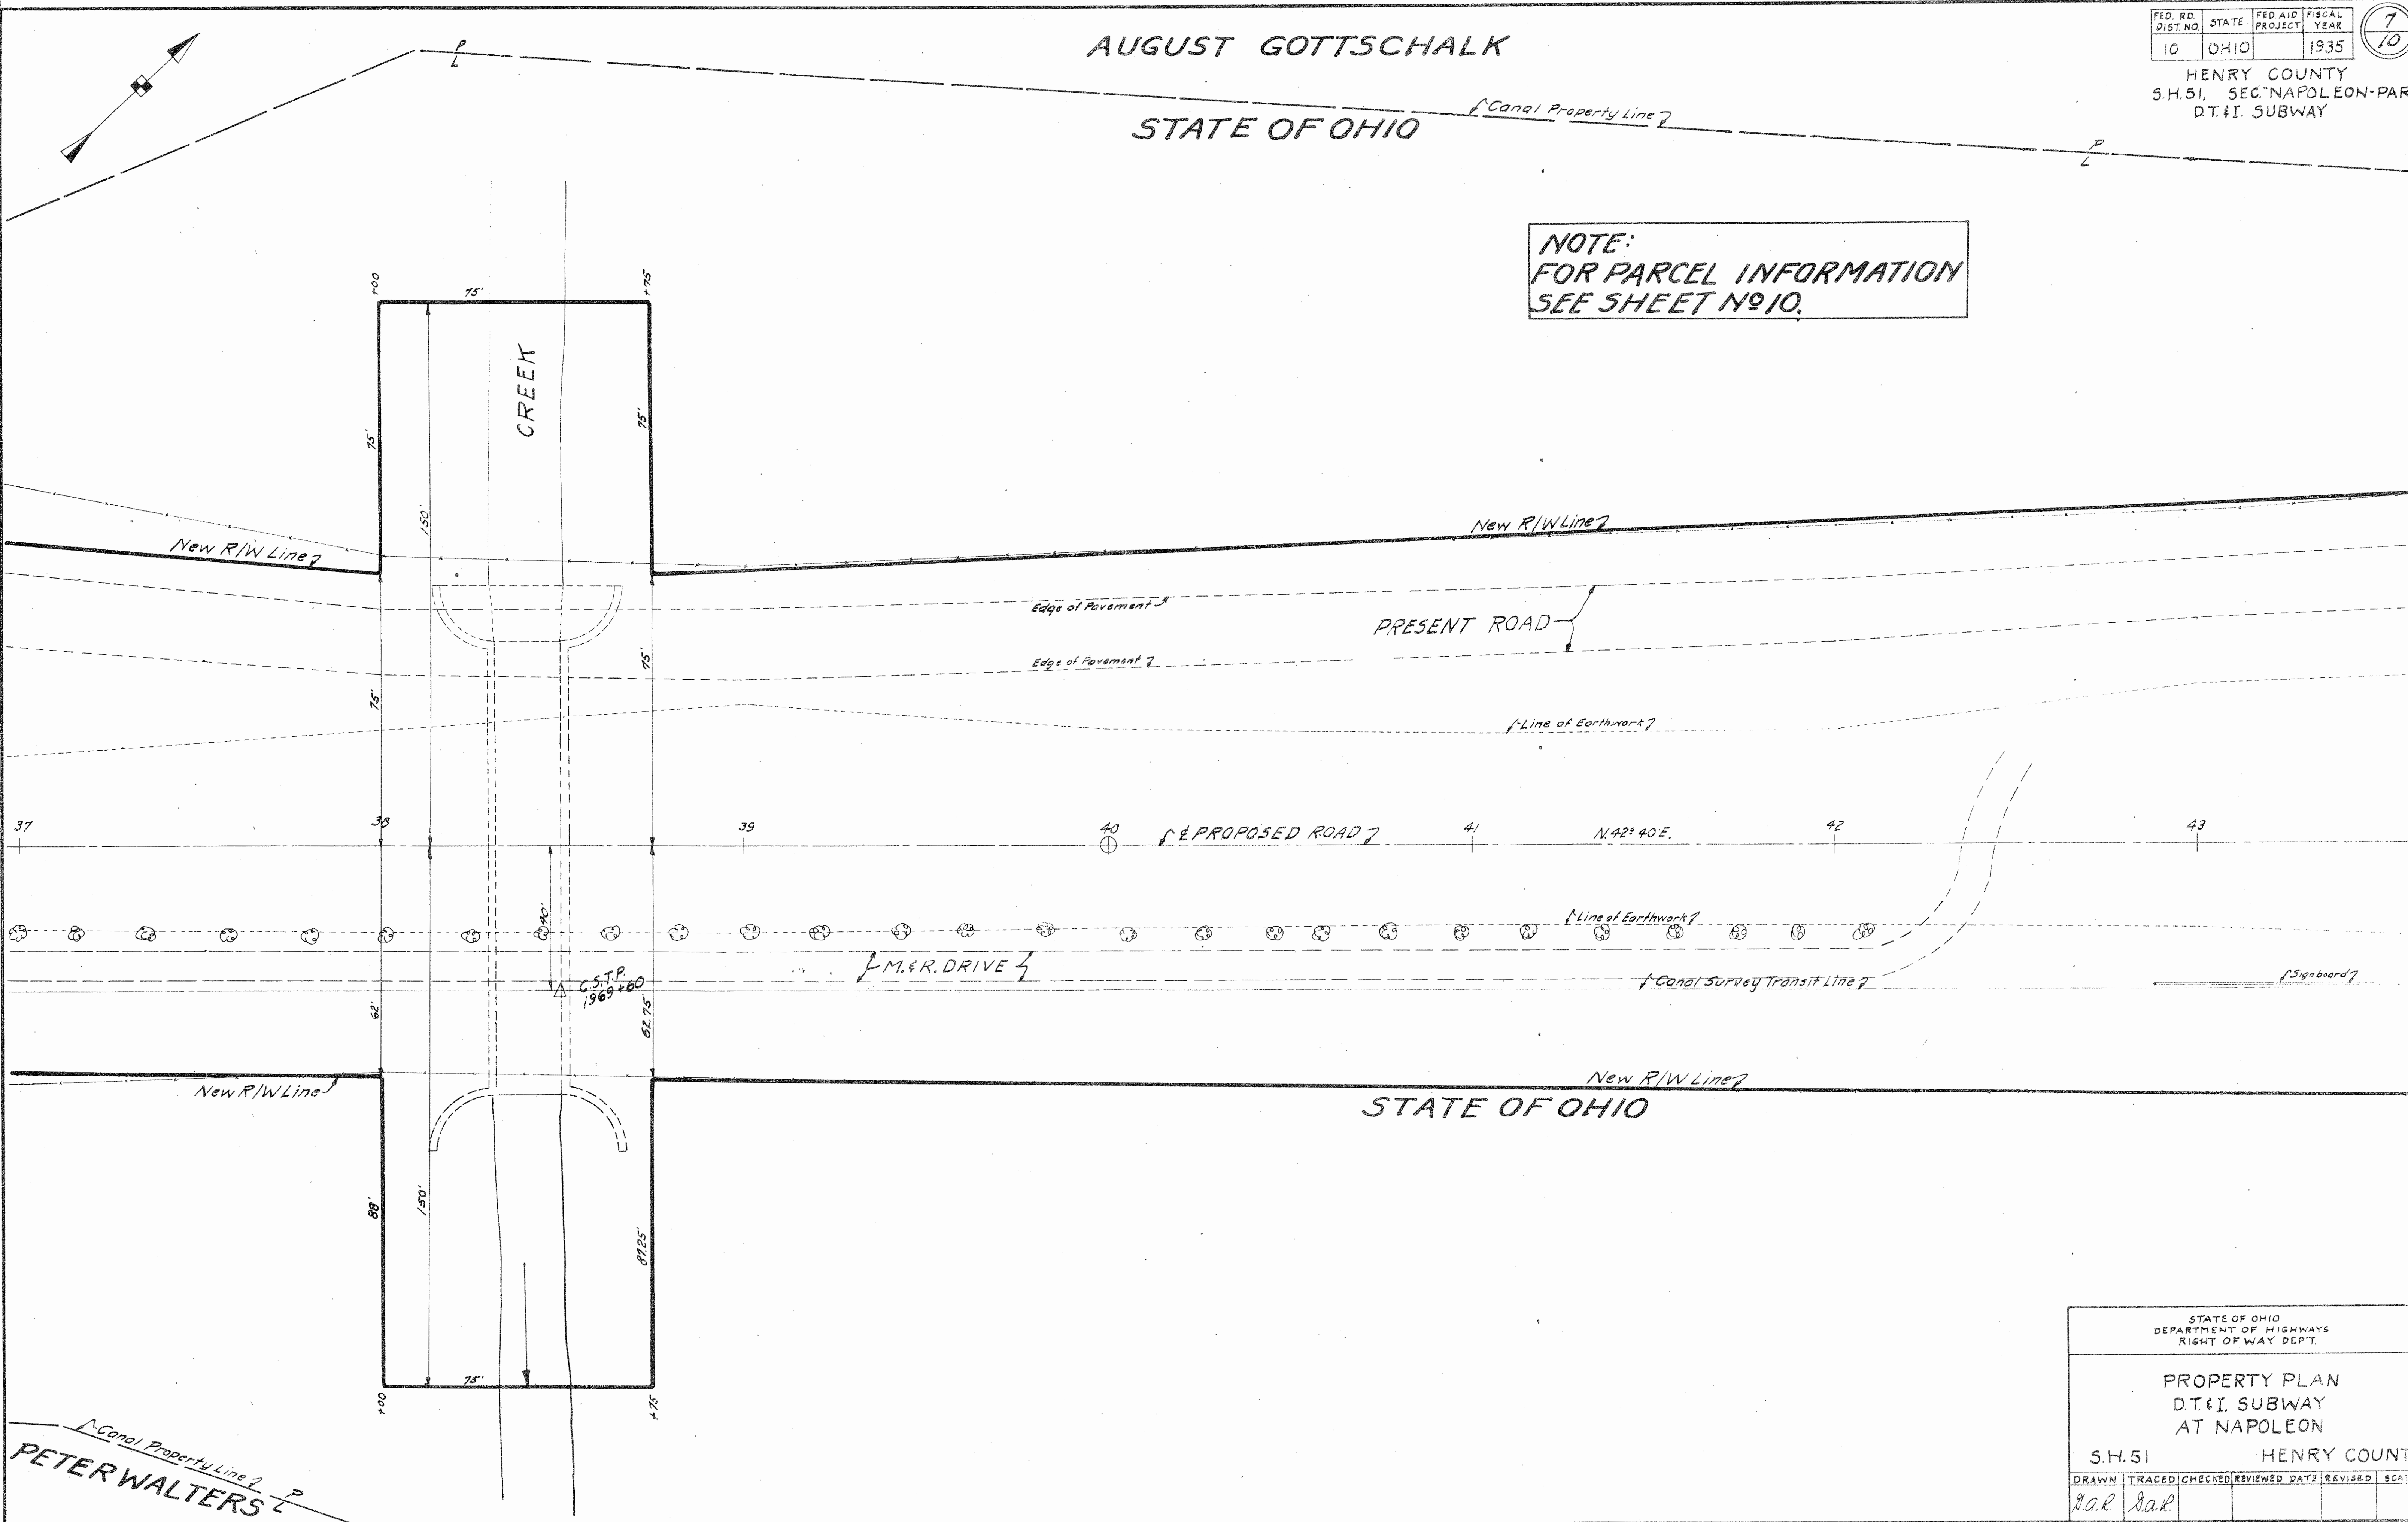 AUGUST GOTTSCHALK
FED. RD. DIST. NO. STATE FED. AID PROJECT FISCAL YEAR
10 OHIO 1935
7
10
HENRY COUNTY
S.H.51, SEC. "NAPOLEON-PAR
D.T.&I. SUBWAY
P
L
Canal Property Line
STATE OF OHIO
P
L
NOTE:
FOR PARCEL INFORMATION
SEE SHEET Nº 10.
+00
75'
+75
CREEK
75'
75'
150'
New R/W Line
New R/W Line
Edge of Pavement
PRESENT ROAD
Edge of Pavement
75'
75'
Line of Earthwork
37
38
39
40
℄ PROPOSED ROAD
41
N.42° 40'E.
42
43
40'
Line of Earthwork
M.&R. DRIVE
C.S.T.P.
1969+60
Canal Survey Transit Line
Signboard
62'
62.75'
New R/W Line
New R/W Line
STATE OF OHIO
88'
150'
87.25'
75'
+00
+75
Canal Property Line
P
L
PETER WALTERS
STATE OF OHIO
DEPARTMENT OF HIGHWAYS
RIGHT OF WAY DEP'T.
PROPERTY PLAN
D.T.&I. SUBWAY
AT NAPOLEON
S.H.51 HENRY COUNT
DRAWN TRACED CHECKED REVIEWED DATE REVISED SCA
G.A.R. G.A.R.